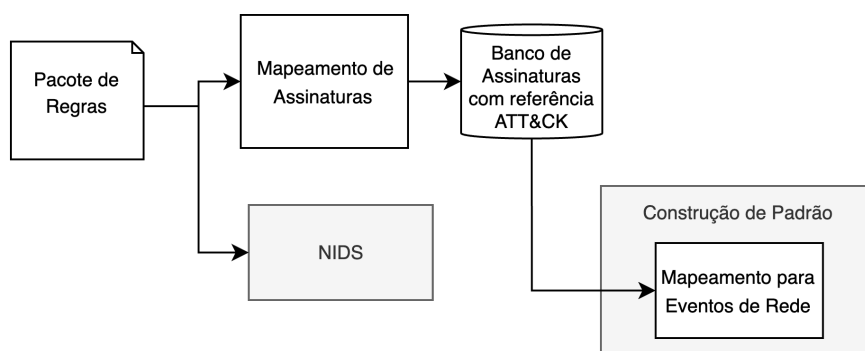 Pacote de
Regras
Mapeamento de
Assinaturas
Banco de
Assinaturas
com referência
ATT&CK
NIDS
Construção de Padrão
Mapeamento para
Eventos de Rede